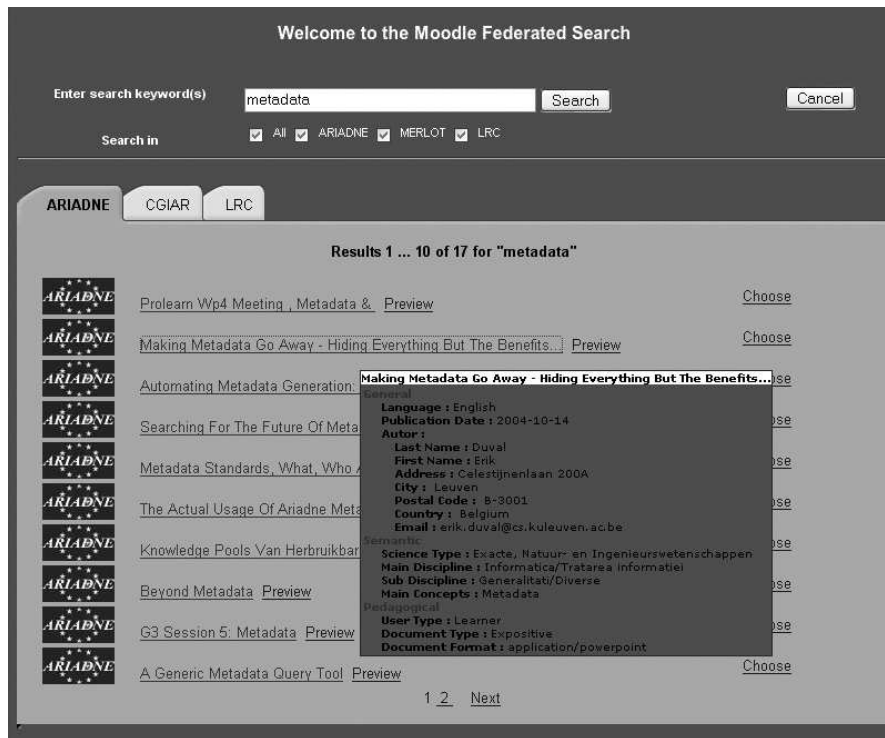 Welcome to the Moodle Federated Search
Enter search keyword(s) metadata Search Cancel
Search in All ARIADNE MERLOT LRC
ARIADNE CGIAR LRC
Results 1 ... 10 of 17 for "metadata"
ARIADNE Prolearn Wp4 Meeting , Metadata & Preview Choose
ARIADNE Making Metadata Go Away - Hiding Everything But The Benefits... Preview Choose
ARIADNE Automating Metadata Generation: ose
ARIADNE Searching For The Future Of Meta ose
ARIADNE Metadata Standards, What, Who ose
ARIADNE The Actual Usage Of Ariadne Meta ose
ARIADNE Knowledge Pools Van Herbruikbar ose
ARIADNE Beyond Metadata Preview ose
ARIADNE G3 Session 5: Metadata Preview ose
ARIADNE A Generic Metadata Query Tool Preview Choose
Making Metadata Go Away - Hiding Everything But The Benefits...
General
Language : English
Publication Date : 2004-10-14
Autor :
Last Name : Duval
First Name : Erik
Address : Celestijnenlaan 200A
City : Leuven
Postal Code : B-3001
Country : Belgium
Email : erik.duval@cs.kuleuven.ac.be
Semantic
Science Type : Exacte, Natuur- en Ingenieurswetenschappen
Main Discipline : Informatica/Tratarea informatiei
Sub Discipline : Generalitati/Diverse
Main Concepts : Metadata
Pedagogical
User Type : Learner
Document Type : Expositive
Document Format : application/powerpoint
1 2 Next